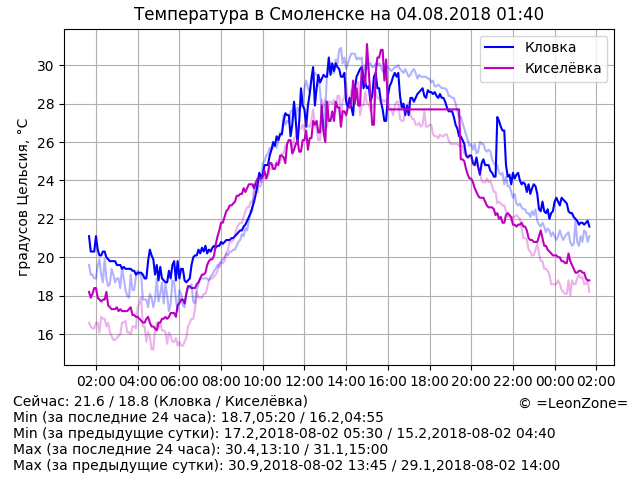 Температура в Смоленске на 04.08.2018 01:40
градусов Цельсия, °C
30
28
26
24
22
20
18
16
Кловка
Киселёвка
02:00 04:00 06:00 08:00 10:00 12:00 14:00 16:00 18:00 20:00 22:00 00:00 02:00
Сейчас: 21.6 / 18.8 (Кловка / Киселёвка)
© =LeonZone=
Min (за последние 24 часа): 18.7,05:20 / 16.2,04:55
Min (за предыдущие сутки): 17.2,2018-08-02 05:30 / 15.2,2018-08-02 04:40
Max (за последние 24 часа): 30.4,13:10 / 31.1,15:00
Max (за предыдущие сутки): 30.9,2018-08-02 13:45 / 29.1,2018-08-02 14:00